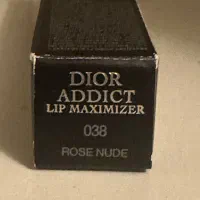 DIOR
ADDICT
LIP MAXIMIZER
038
ROSE NUDE